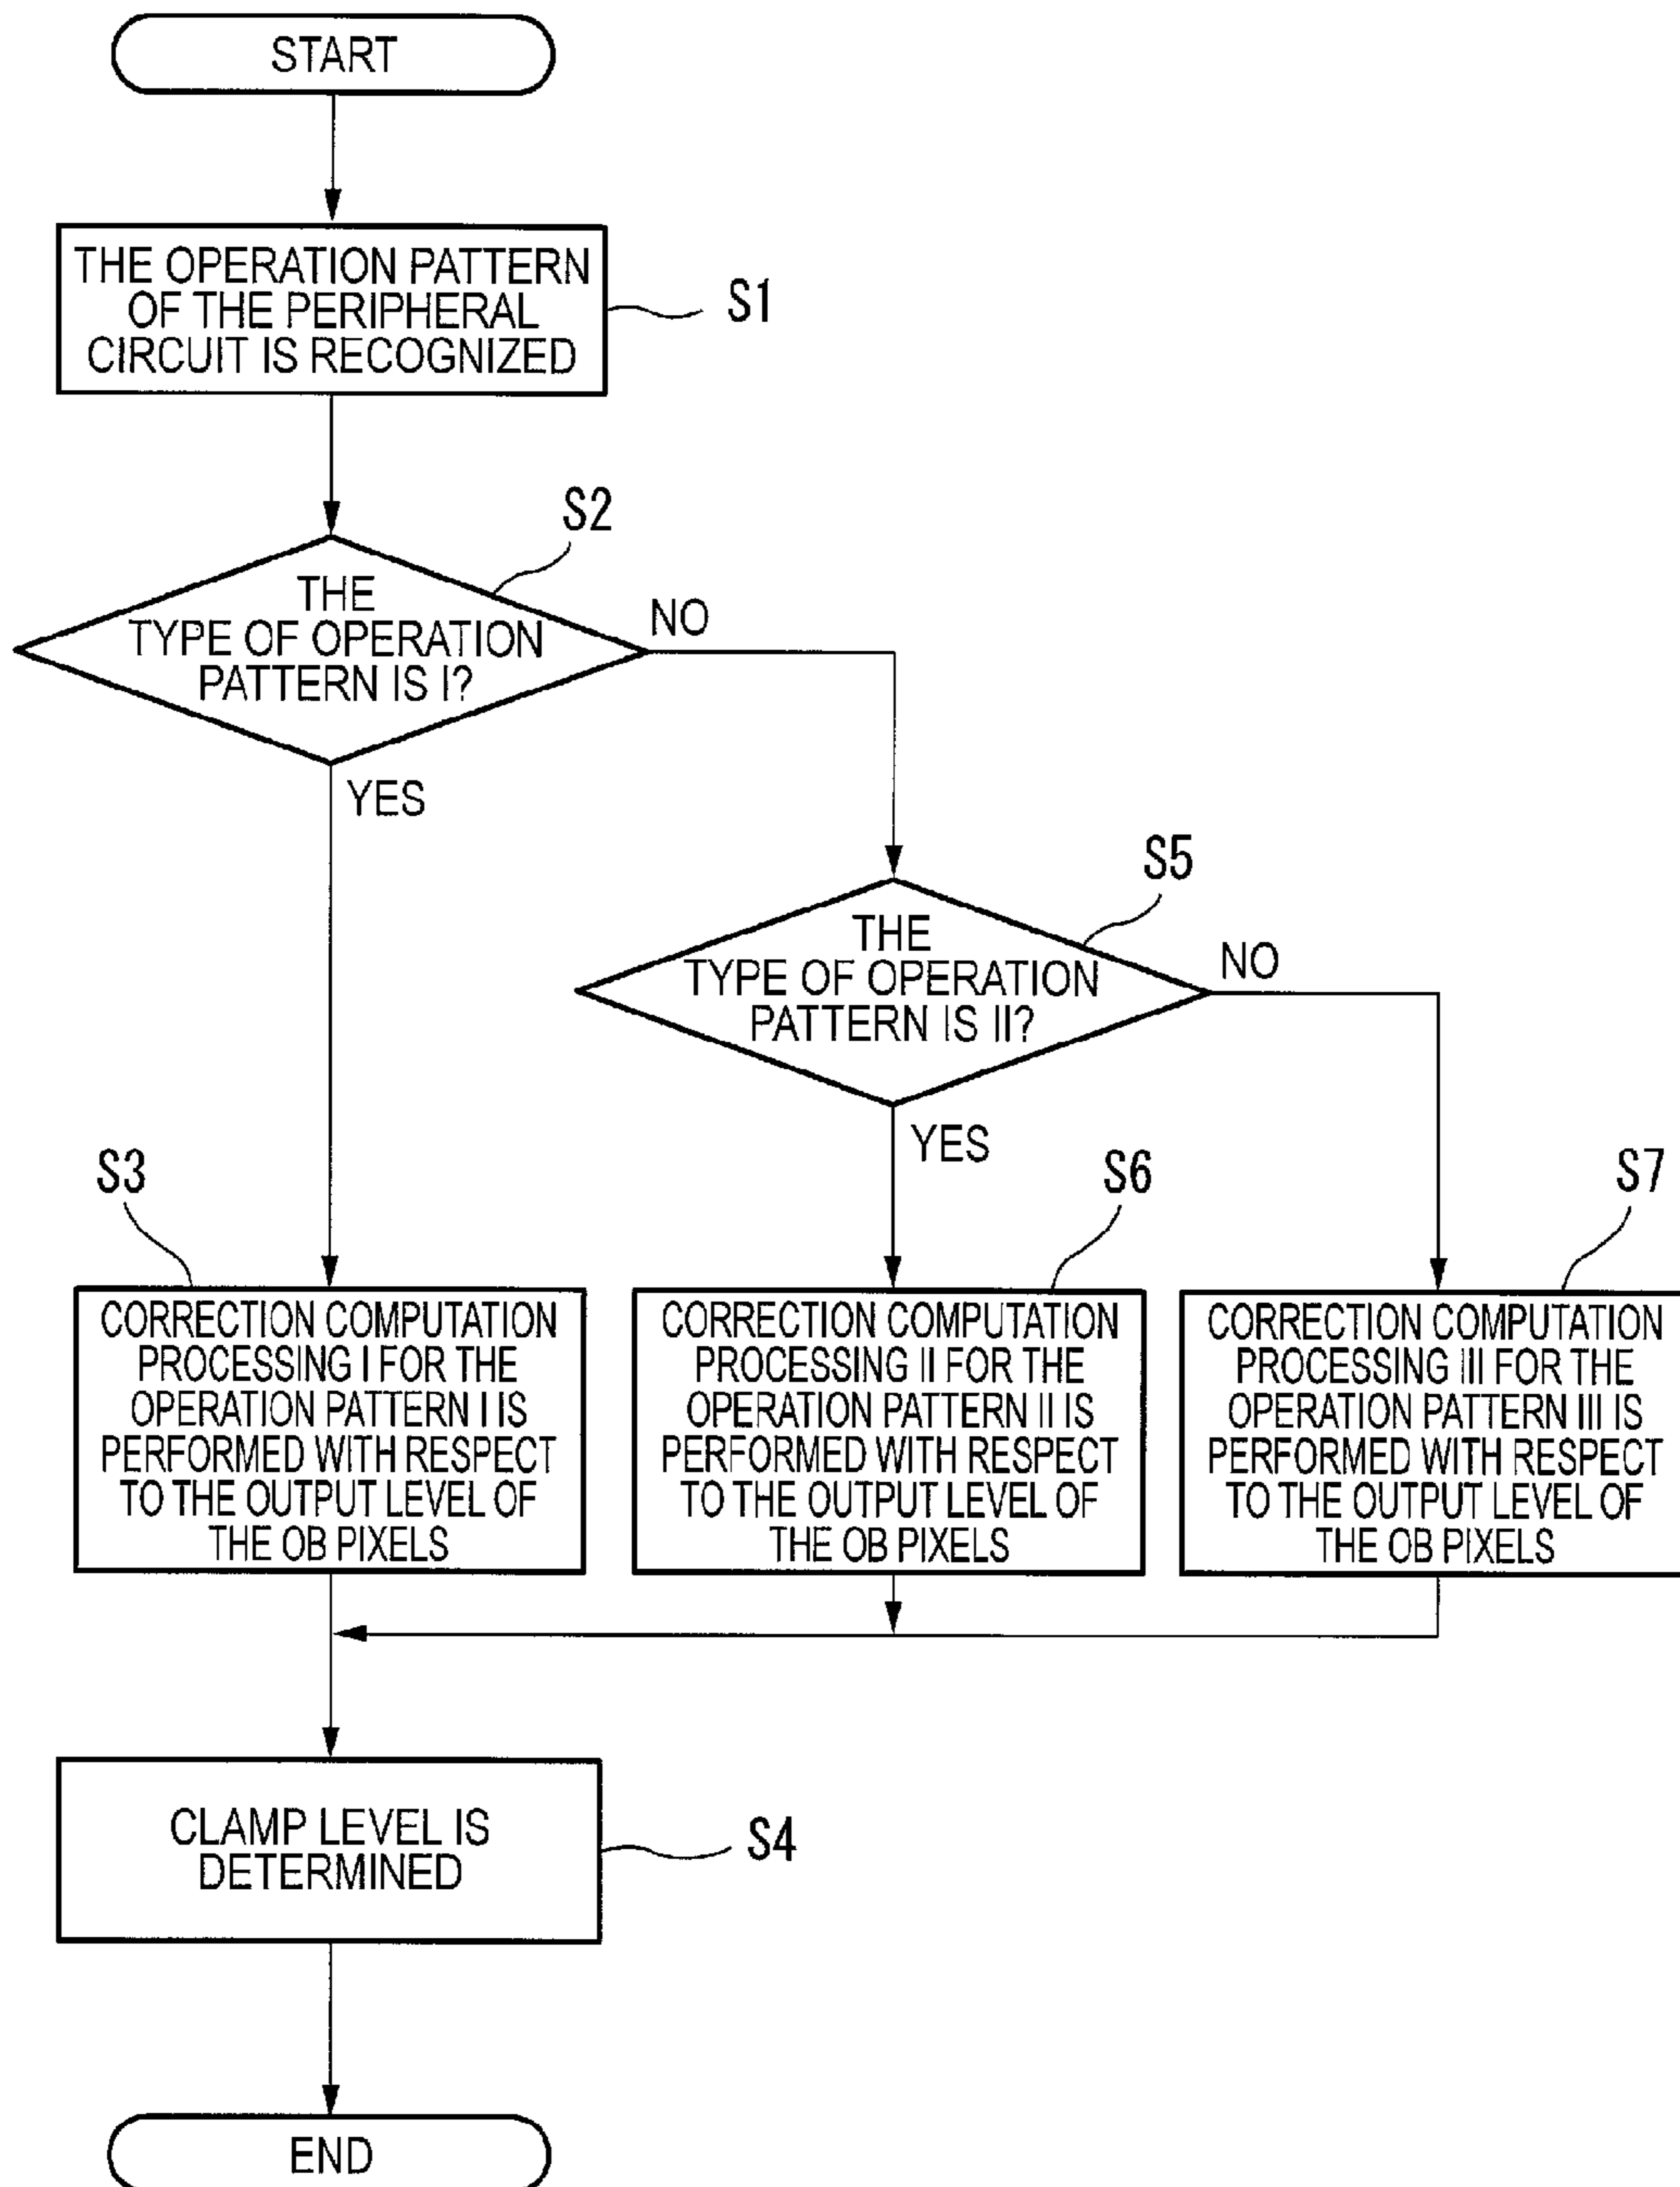 START
THE OPERATION PATTERN
OF THE PERIPHERAL
CIRCUIT IS RECOGNIZED
S1
S2
THE
TYPE OF OPERATION
PATTERN IS I?
NO
YES
S5
THE
TYPE OF OPERATION
PATTERN IS II?
NO
YES
S3
CORRECTION COMPUTATION
PROCESSING I FOR THE
OPERATION PATTERN I IS
PERFORMED WITH RESPECT
TO THE OUTPUT LEVEL OF
THE OB PIXELS
S6
CORRECTION COMPUTATION
PROCESSING II FOR THE
OPERATION PATTERN II IS
PERFORMED WITH RESPECT
TO THE OUTPUT LEVEL OF
THE OB PIXELS
S7
CORRECTION COMPUTATION
PROCESSING III FOR THE
OPERATION PATTERN III IS
PERFORMED WITH RESPECT
TO THE OUTPUT LEVEL OF
THE OB PIXELS
CLAMP LEVEL IS
DETERMINED
S4
END